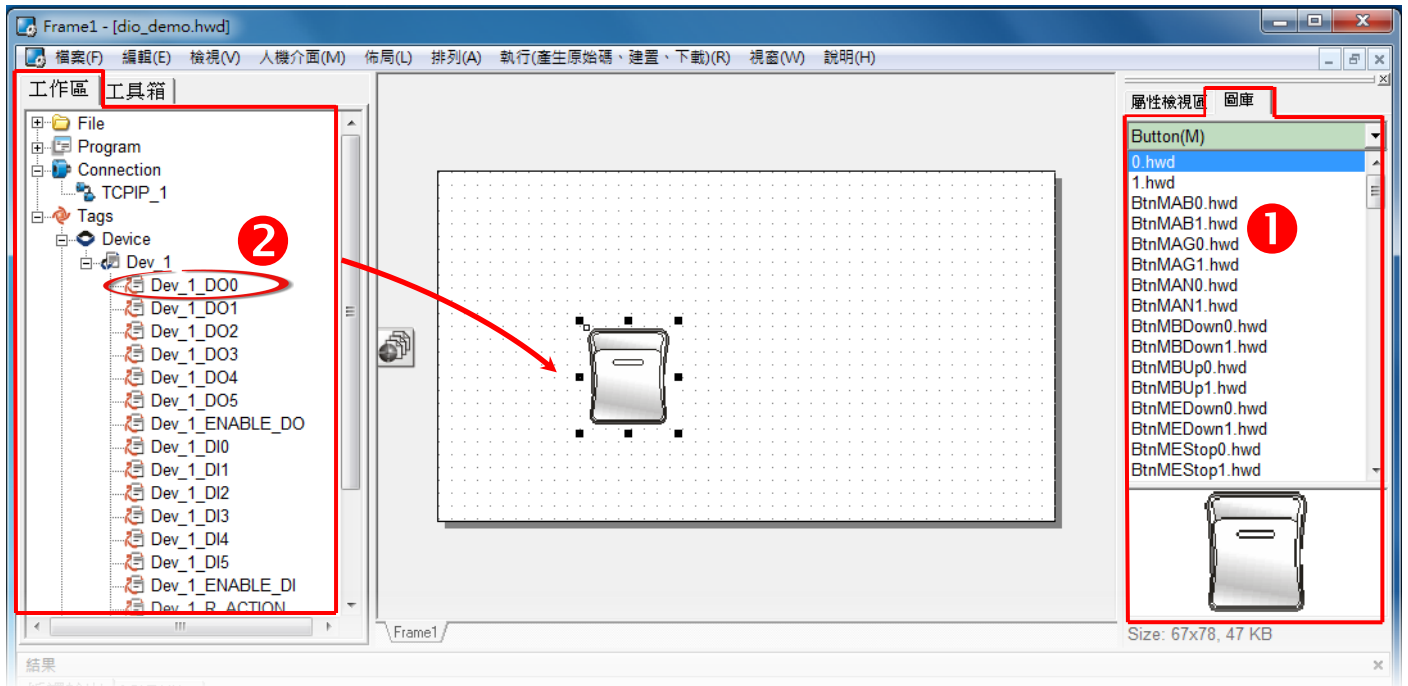 Frame1 - [dio_demo.hwd]
檔案(F) 編輯(E) 檢視(V) 人機介面(M) 佈局(L) 排列(A) 執行(產生原始碼、建置、下載)(R) 視窗(W) 說明(H)
工作區 工具箱
File
Program
Connection
TCPIP_1
Tags
Device
Dev_1
Dev_1_DO0
Dev_1_DO1
Dev_1_DO2
Dev_1_DO3
Dev_1_DO4
Dev_1_DO5
Dev_1_ENABLE_DO
Dev_1_DI0
Dev_1_DI1
Dev_1_DI2
Dev_1_DI3
Dev_1_DI4
Dev_1_DI5
Dev_1_ENABLE_DI
Dev_1_R_ACTION
2
Frame1
屬性檢視區 圖庫
Button(M)
0.hwd
1.hwd
BtnMAB0.hwd
BtnMAB1.hwd
BtnMAG0.hwd
BtnMAG1.hwd
BtnMAN0.hwd
BtnMAN1.hwd
BtnMBDown0.hwd
BtnMBDown1.hwd
BtnMBUp0.hwd
BtnMBUp1.hwd
BtnMEDown0.hwd
BtnMEDown1.hwd
BtnMEStop0.hwd
BtnMEStop1.hwd
1
Size: 67x78, 47 KB
結果